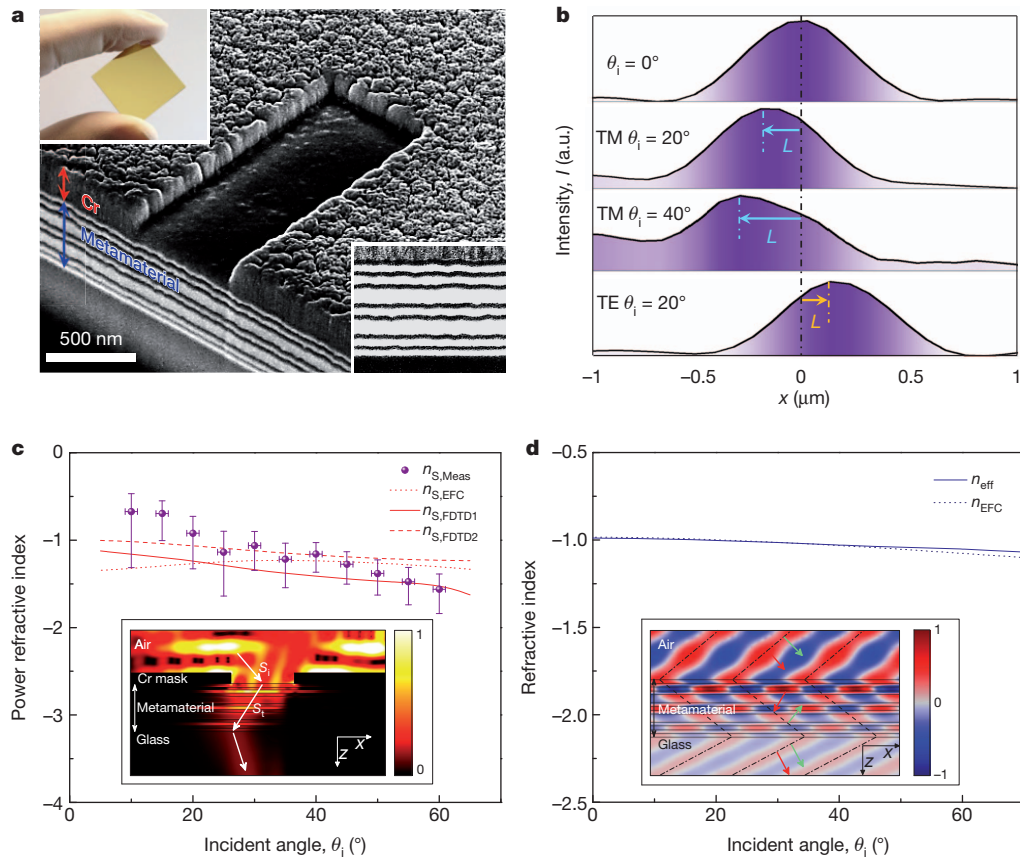 a
Cr
Metamaterial
500 nm
b
Intensity, I (a.u.)
θi = 0°
TM θi = 20°
L
TM θi = 40°
L
TE θi = 20°
L
−1
−0.5
0
0.5
1
x (μm)
c
Power refractive index
0
−1
−2
−3
−4
nS,Meas
nS,EFC
nS,FDTD1
nS,FDTD2
Air
Si
Cr mask
Metamaterial
St
Glass
x
z
1
0
0
20
40
60
Incident angle, θi (°)
d
Refractive index
−0.5
−1.0
−1.5
−2.0
−2.5
neff
nEFC
Air
Metamaterial
Glass
x
z
1
0
−1
0
20
40
60
Incident angle, θi (°)